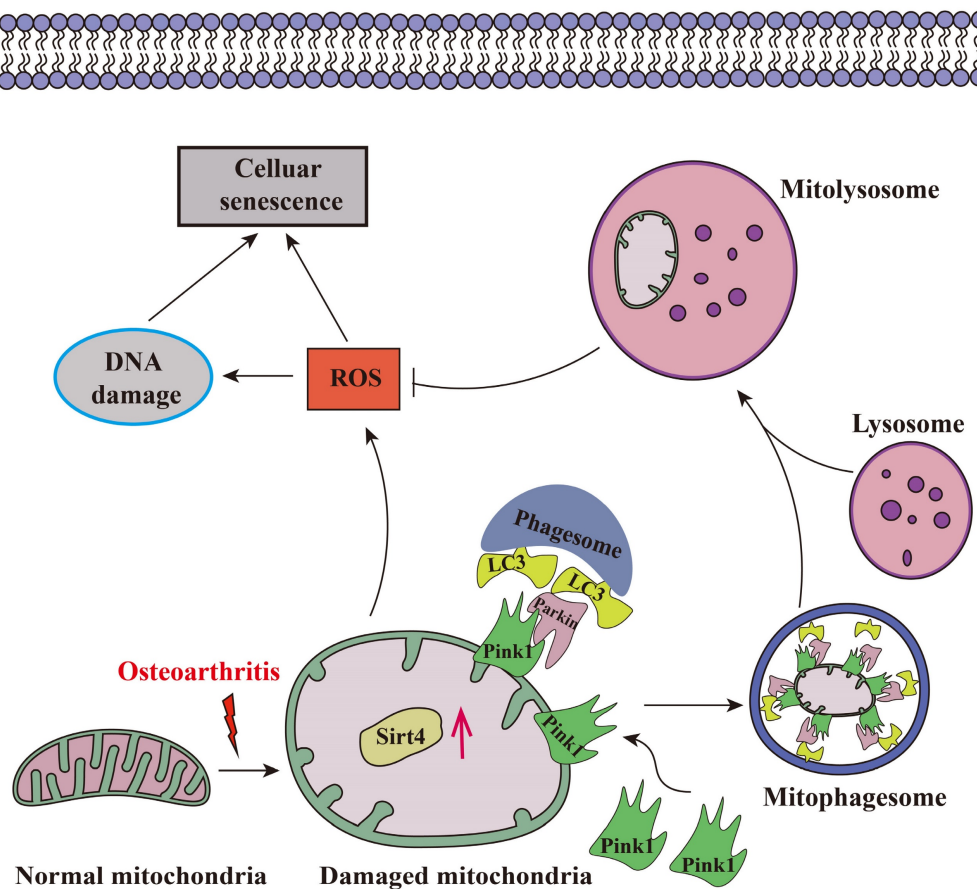 Celluar
senescence
Mitolysosome
DNA
damage
ROS
Lysosome
Phagesome
LC3
LC3
Parkin
Pink1
Osteoarthritis
Sirt4
Pink1
Mitophagesome
Pink1
Pink1
Normal mitochondria
Damaged mitochondria